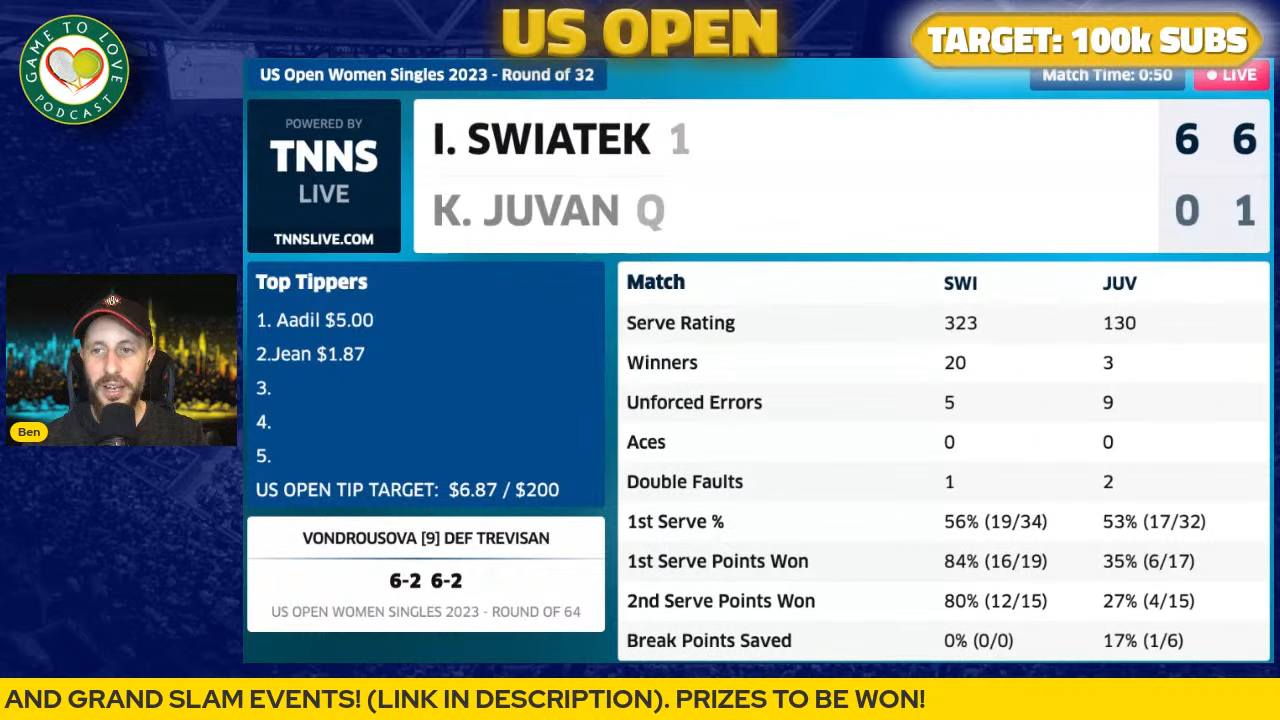 GAME TO LOVE
PODCAST
US OPEN
TARGET: 100k SUBS
US Open Women Singles 2023 - Round of 32
Match Time: 0:50
LIVE
POWERED BY
TNNS
LIVE
TNNSLIVE.COM
I. SWIATEK 1 6 6
K. JUVAN Q 0 1
Top Tippers
1. Aadil $5.00
2.Jean $1.87
3.
4.
5.
US OPEN TIP TARGET: $6.87 / $200
VONDROUSOVA [9] DEF TREVISAN
6-2 6-2
US OPEN WOMEN SINGLES 2023 - ROUND OF 64
Match SWI JUV
Serve Rating 323 130
Winners 20 3
Unforced Errors 5 9
Aces 0 0
Double Faults 1 2
1st Serve % 56% (19/34) 53% (17/32)
1st Serve Points Won 84% (16/19) 35% (6/17)
2nd Serve Points Won 80% (12/15) 27% (4/15)
Break Points Saved 0% (0/0) 17% (1/6)
Ben
AND GRAND SLAM EVENTS! (LINK IN DESCRIPTION). PRIZES TO BE WON!